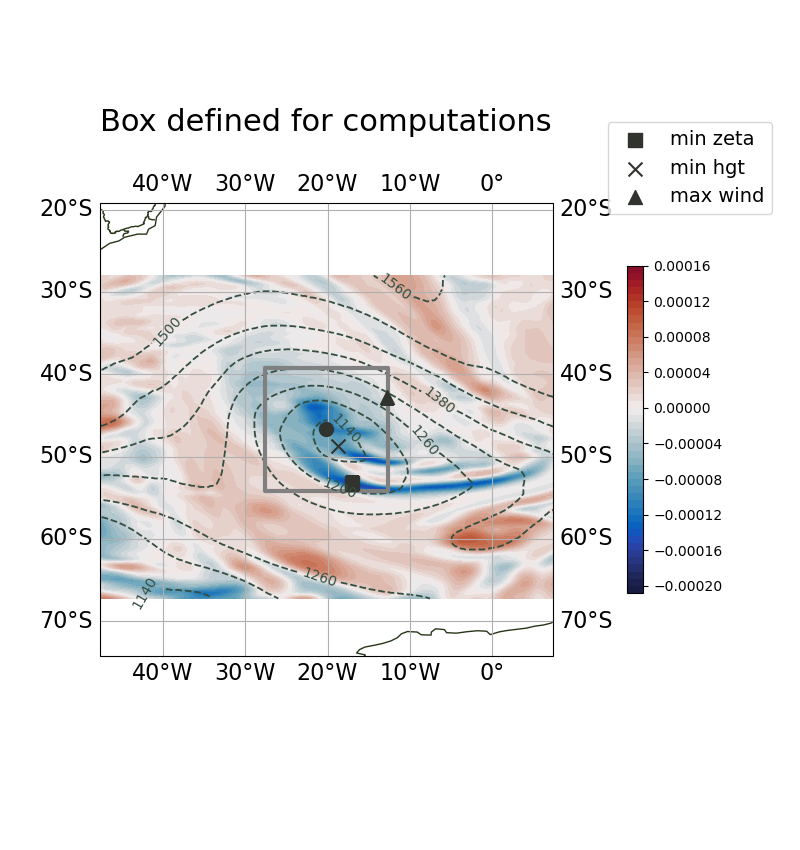 Box defined for computations
min zeta
min hgt
max wind
40°W 30°W 20°W 10°W 0°
20°S 20°S
30°S 30°S
40°S 40°S
50°S 50°S
60°S 60°S
70°S 70°S
1560
1500
1380
1140
1260
1200
1260
1140
40°W 30°W 20°W 10°W 0°
0.00016
0.00012
0.00008
0.00004
0.00000
−0.00004
−0.00008
−0.00012
−0.00016
−0.00020